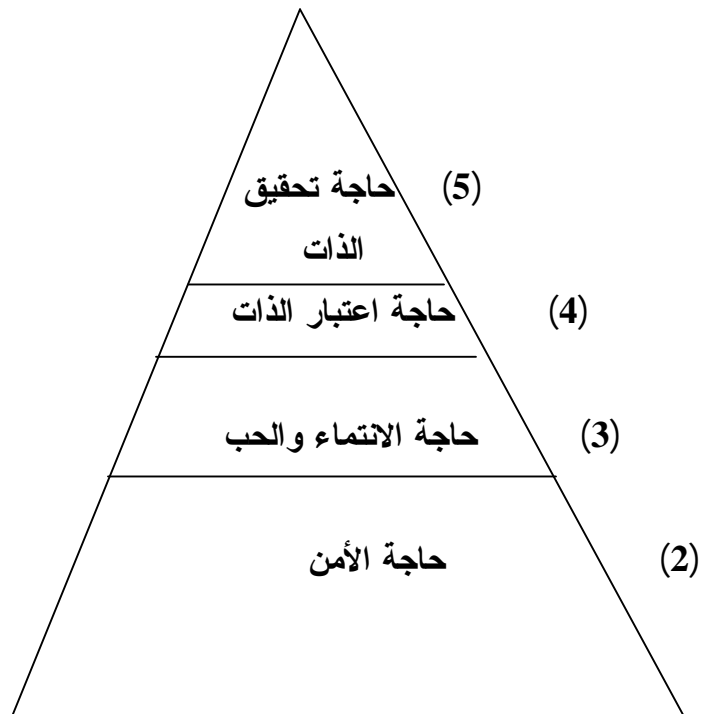 حاجة تحقيق (5)
الذات
حاجة اعتبار الذات (4)
حاجة الانتماء والحب (3)
حاجة الأمن (2)